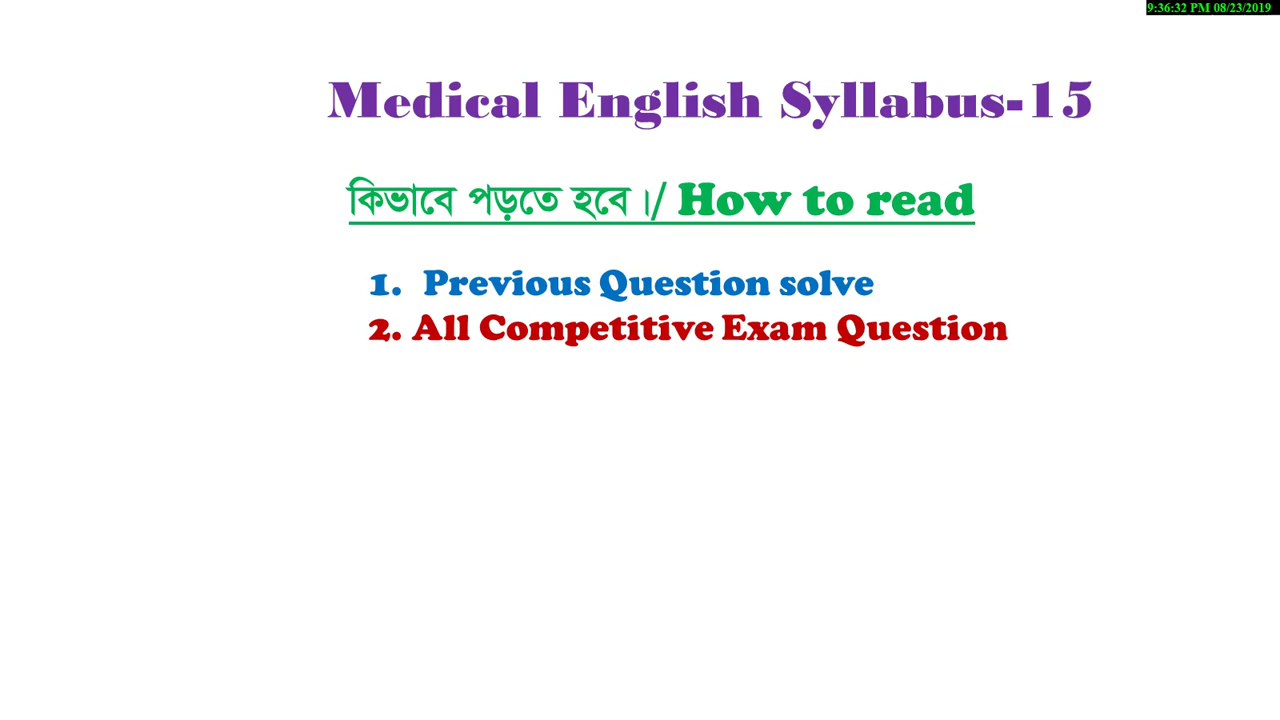 9:36:32 PM 08/23/2019
Medical English Syllabus-15
কিভাবে পড়তে হবে।/ How to read
1. Previous Question solve
2. All Competitive Exam Question